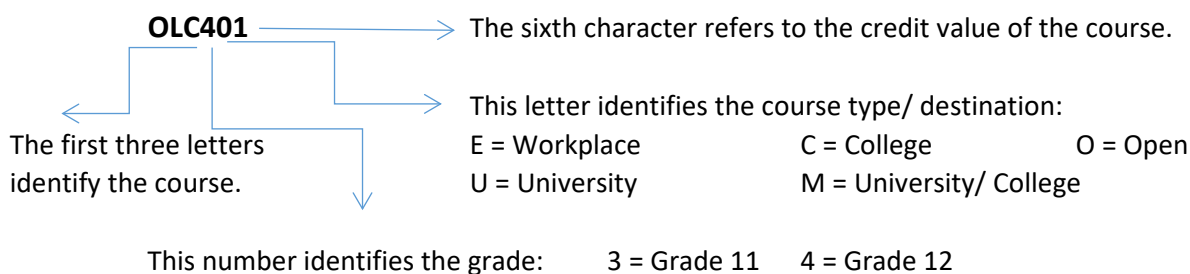 OLC401
The sixth character refers to the credit value of the course.
This letter identifies the course type/ destination:
E = Workplace C = College O = Open
U = University M = University/ College
The first three letters
identify the course.
This number identifies the grade: 3 = Grade 11 4 = Grade 12